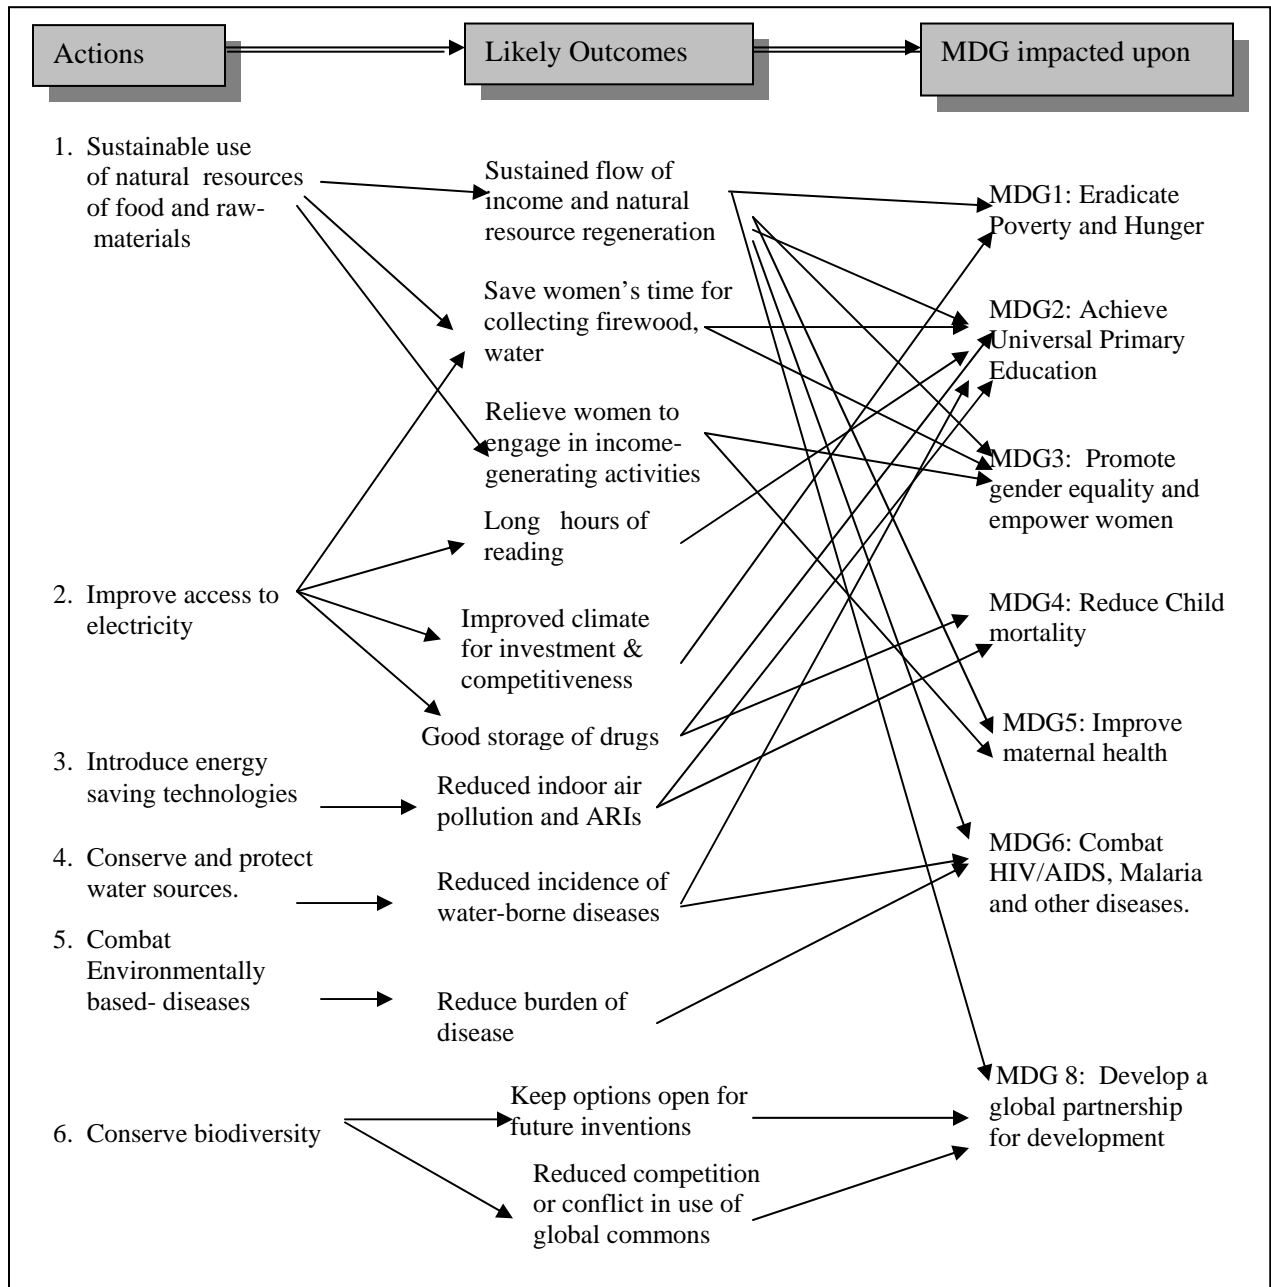 Actions
Likely Outcomes
MDG impacted upon
1. Sustainable use
of natural resources
of food and raw-
materials
2. Improve access to
electricity
3. Introduce energy
saving technologies
4. Conserve and protect
water sources.
5. Combat
Environmentally
based- diseases
6. Conserve biodiversity
Sustained flow of
income and natural
resource regeneration
Save women’s time for
collecting firewood,
water
Relieve women to
engage in income-
generating activities
Long hours of
reading
Improved climate
for investment &
competitiveness
Good storage of drugs
Reduced indoor air
pollution and ARIs
Reduced incidence of
water-borne diseases
Reduce burden of
disease
Keep options open for
future inventions
Reduced competition
or conflict in use of
global commons
MDG1: Eradicate
Poverty and Hunger
MDG2: Achieve
Universal Primary
Education
MDG3: Promote
gender equality and
empower women
MDG4: Reduce Child
mortality
MDG5: Improve
maternal health
MDG6: Combat
HIV/AIDS, Malaria
and other diseases.
MDG 8: Develop a
global partnership
for development